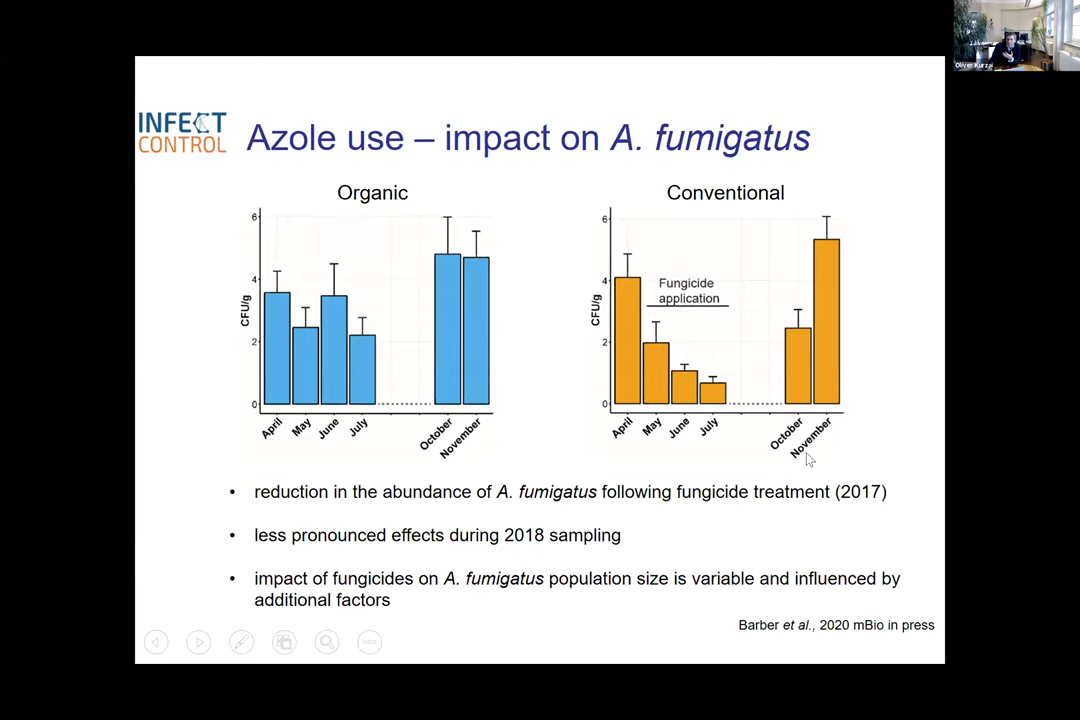 Oliver Kurzai
INFECT
CONTROL
Azole use – impact on A. fumigatus
Organic
Conventional
6
4
2
0
CFU/g
April
May
June
July
October
November
6
4
2
0
CFU/g
Fungicide
application
April
May
June
July
October
November
• reduction in the abundance of A. fumigatus following fungicide treatment (2017)
• less pronounced effects during 2018 sampling
• impact of fungicides on A. fumigatus population size is variable and influenced by
additional factors
Barber et al., 2020 mBio in press